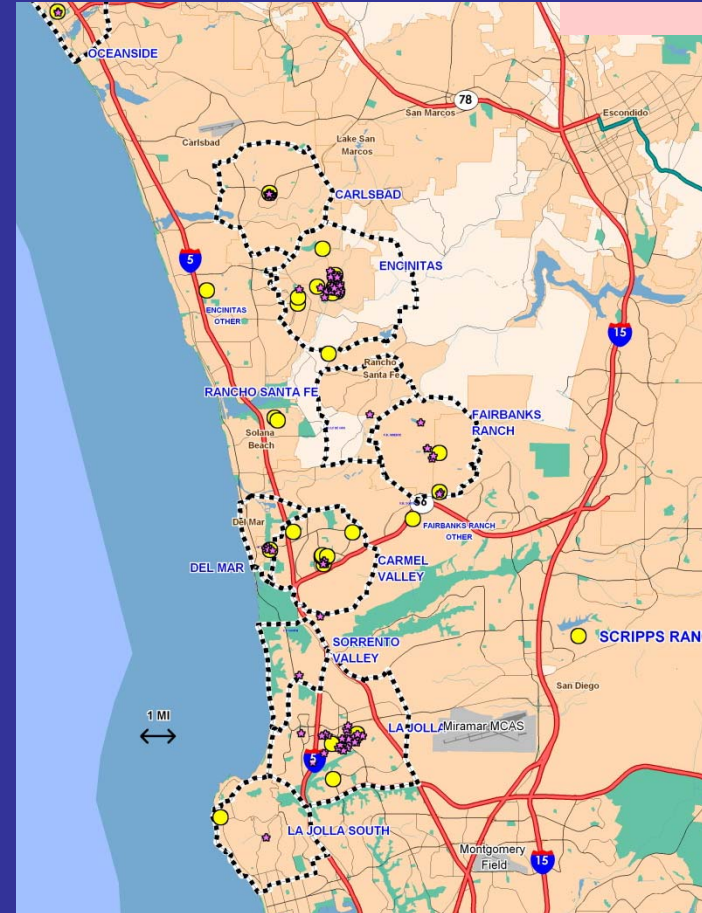 OCEANSIDE
78
San Marcos
Escondido
Carlsbad
Lake San
Marcos
CARLSBAD
5
ENCINITAS
ENCINITAS
OTHER
15
Rancho
Santa Fe
RANCHO SANTA FE
FAIRBANKS
RANCH
Solana
Beach
56
FAIRBANKS RANCH
OTHER
Del Mar
DEL MAR
CARMEL
VALLEY
SORRENTO
VALLEY
SCRIPPS RAN
San Diego
1 MI
LA JOLLA
Miramar MCAS
5
LA JOLLA SOUTH
Montgomery
Field
15